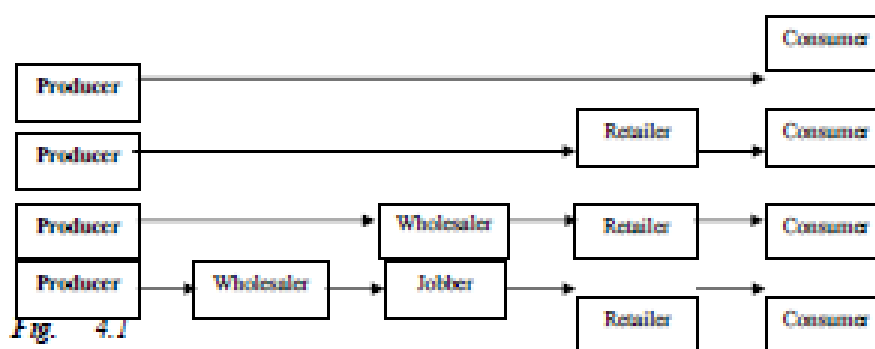 Consumer
Producer
Retailer Consumer
Producer
Producer Wholesaler Retailer Consumer
Producer Wholesaler Jobber
Retailer Consumer
Fig. 4.1